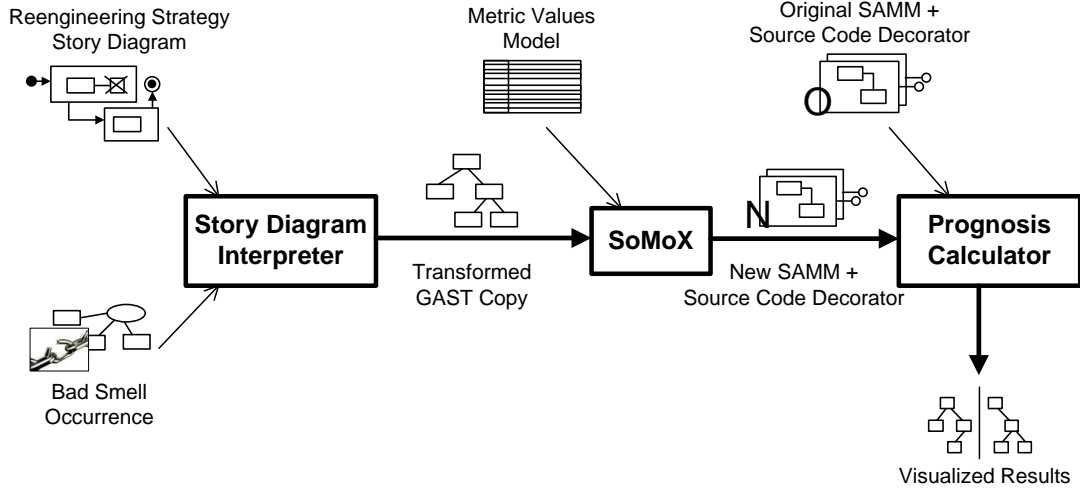 Reengineering Strategy
Story Diagram
Metric Values
Model
Original SAMM +
Source Code Decorator
O
Story Diagram
Interpreter
Transformed
GAST Copy
SoMoX
N
New SAMM +
Source Code Decorator
Prognosis
Calculator
Bad Smell
Occurrence
Visualized Results